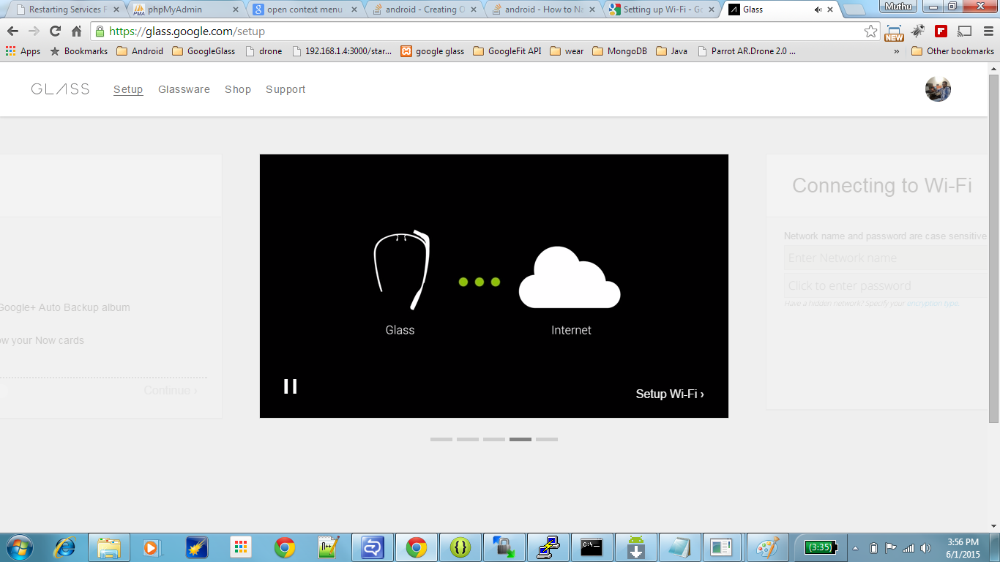 Restarting Services F
phpMyAdmin
open context menu
android - Creating O
android - How to Na
Setting up Wi-Fi - Go
Glass
Muthu
https://glass.google.com/setup
NEW
Apps
Bookmarks
Android
GoogleGlass
drone
192.168.1.4:3000/star...
google glass
GoogleFit API
wear
MongoDB
Java
Parrot AR.Drone 2.0 ...
»
Other bookmarks
GLASS
Setup
Glassware
Shop
Support
Google+ Auto Backup album
ow your Now cards
Continue ›
Glass
Internet
Setup Wi-Fi ›
Connecting to Wi-Fi
Network name and password are case sensitive
Enter Network name
Click to enter password
Have a hidden network? Specify your encryption type.
(3:35)
3:56 PM
6/1/2015